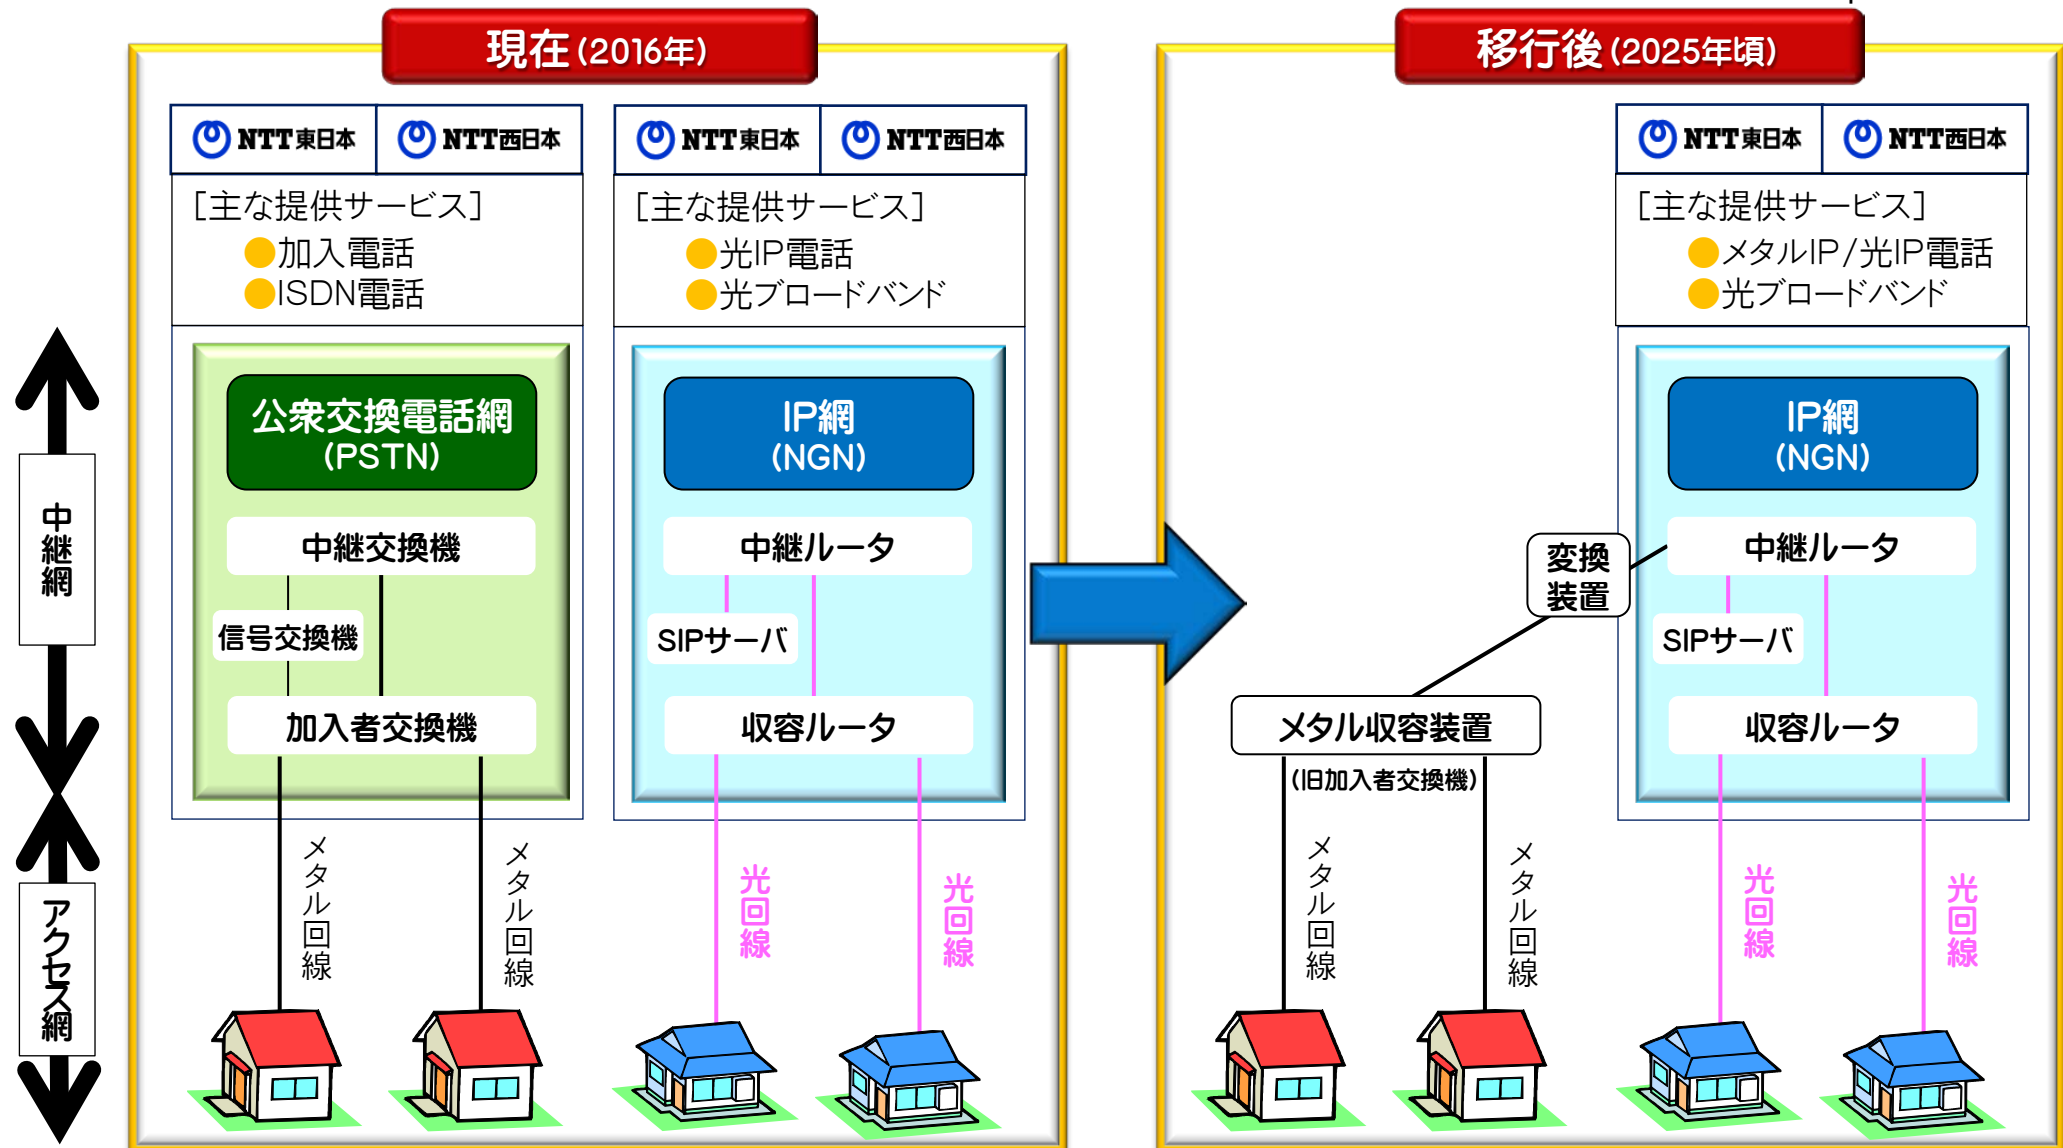 現在(2016年)
NTT東日本
NTT西日本
[主な提供サービス]
●加入電話
●ISDN電話
公衆交換電話網
(PSTN)
中継交換機
信号交換機
加入者交換機
メタル回線
メタル回線
NTT東日本
NTT西日本
[主な提供サービス]
●光IP電話
●光ブロードバンド
IP網
(NGN)
中継ルータ
SIPサーバ
収容ルータ
光回線
光回線
中継網
アクセス網
移行後(2025年頃)
NTT東日本
NTT西日本
[主な提供サービス]
●メタルIP/光IP電話
●光ブロードバンド
IP網
(NGN)
変換
装置
中継ルータ
SIPサーバ
メタル収容装置
(旧加入者交換機)
収容ルータ
メタル回線
メタル回線
光回線
光回線